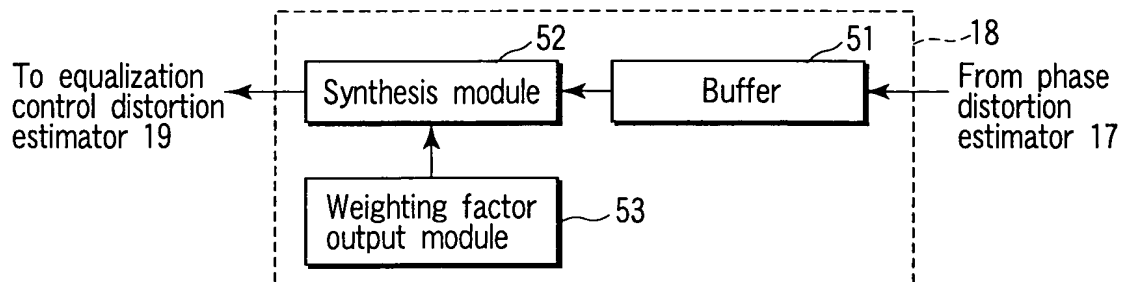 52
51
18
To equalization
control distortion
estimator 19
Synthesis module
Buffer
From phase
distortion
estimator 17
Weighting factor
output module
53